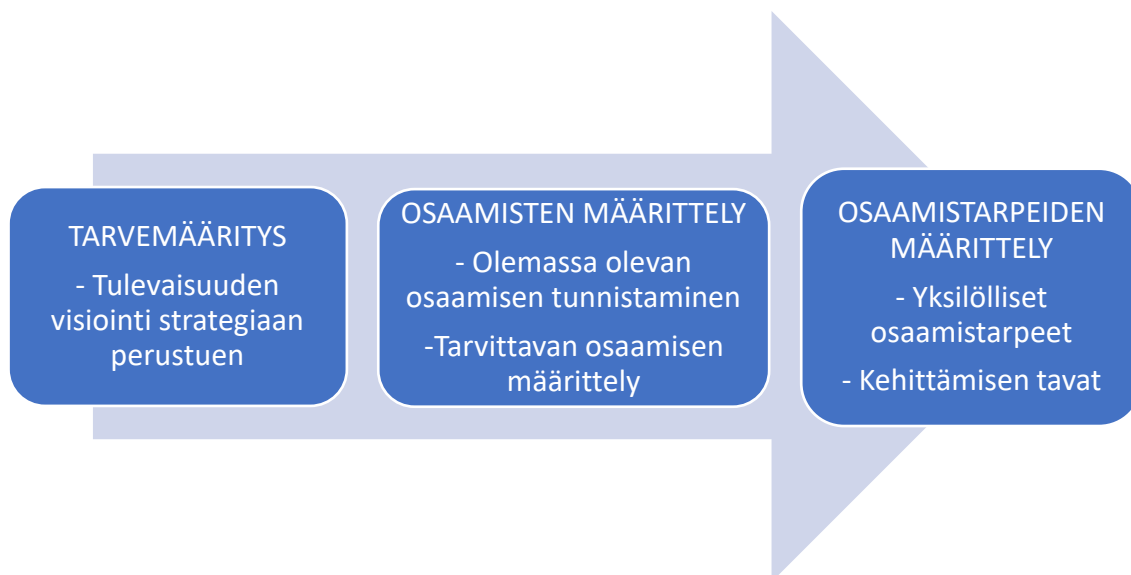 TARVEMÄÄRITYS
- Tulevaisuuden
visiointi strategiaan
perustuen
OSAAMISTEN MÄÄRITTELY
- Olemassa olevan
osaamisen tunnistaminen
-Tarvittavan osaamisen
määrittely
OSAAMISTARPEIDEN
MÄÄRITTELY
- Yksilölliset
osaamistarpeet
- Kehittämisen tavat